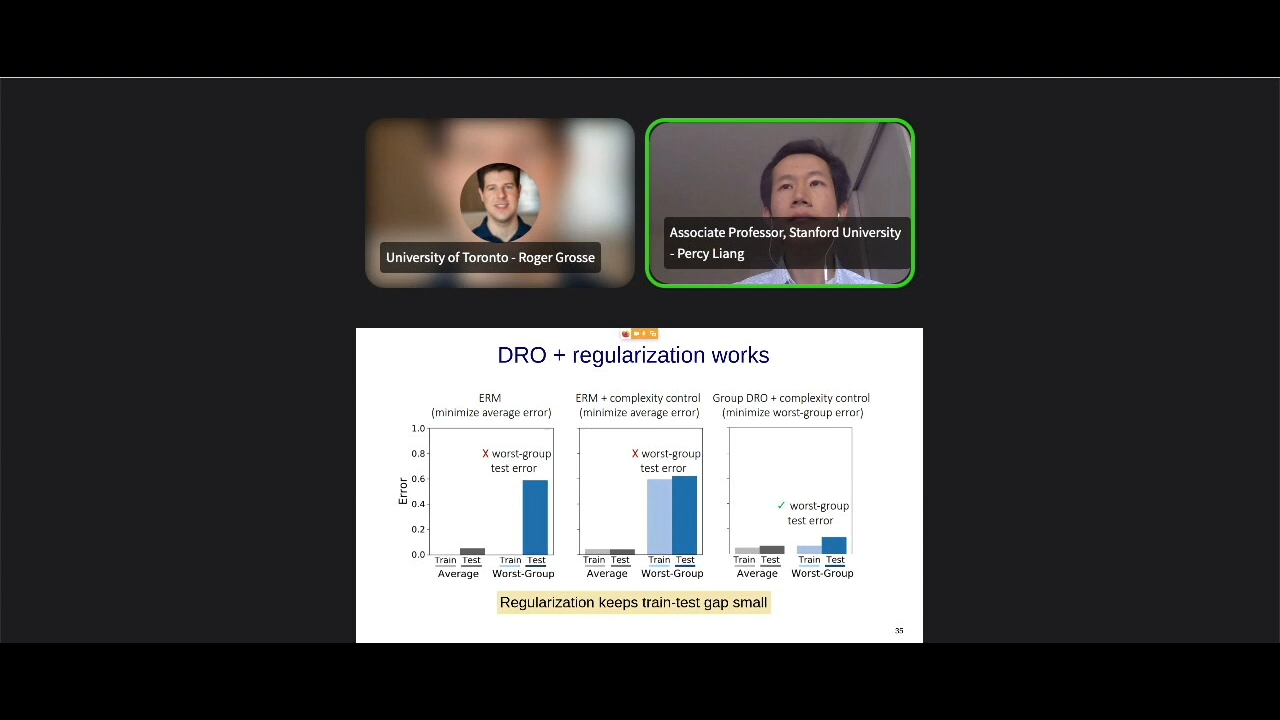 University of Toronto - Roger Grosse
Associate Professor, Stanford University
- Percy Liang
DRO + regularization works
ERM
(minimize average error)
ERM + complexity control
(minimize average error)
Group DRO + complexity control
(minimize worst-group error)
Error
1.0
0.8
0.6
0.4
0.2
0.0
X worst-group
test error
X worst-group
test error
✓ worst-group
test error
Train Test Train Test
Average Worst-Group
Train Test Train Test
Average Worst-Group
Train Test Train Test
Average Worst-Group
Regularization keeps train-test gap small
35